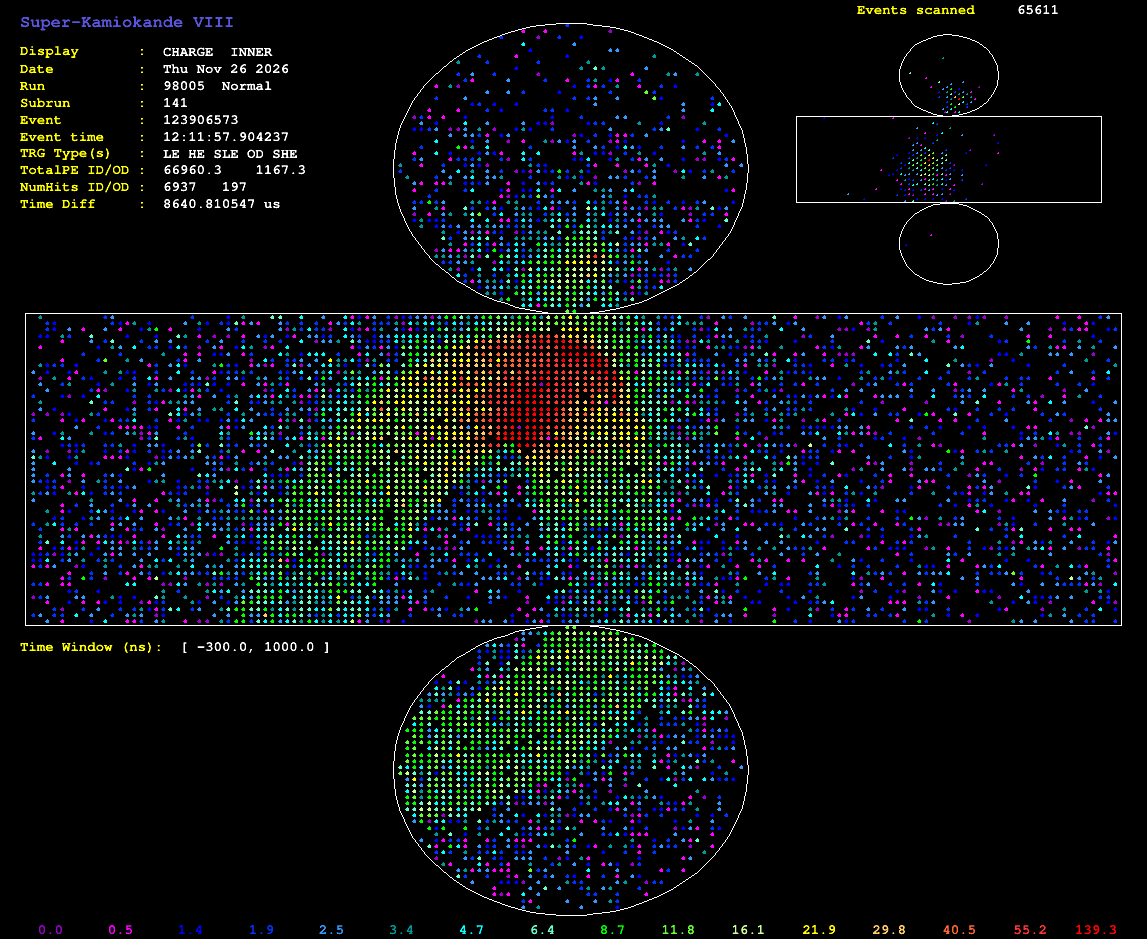 Super-Kamiokande VIII
Events scanned 65611
Display : CHARGE INNER
Date : Thu Nov 26 2026
Run : 98005 Normal
Subrun : 141
Event : 123906573
Event time : 12:11:57.904237
TRG Type(s) : LE HE SLE OD SHE
TotalPE ID/OD : 66960.3 1167.3
NumHits ID/OD : 6937 197
Time Diff : 8640.810547 us
Time Window (ns): [ -300.0, 1000.0 ]
0.0 0.5 1.4 1.9 2.5 3.4 4.7 6.4 8.7 11.8 16.1 21.9 29.8 40.5 55.2 139.3